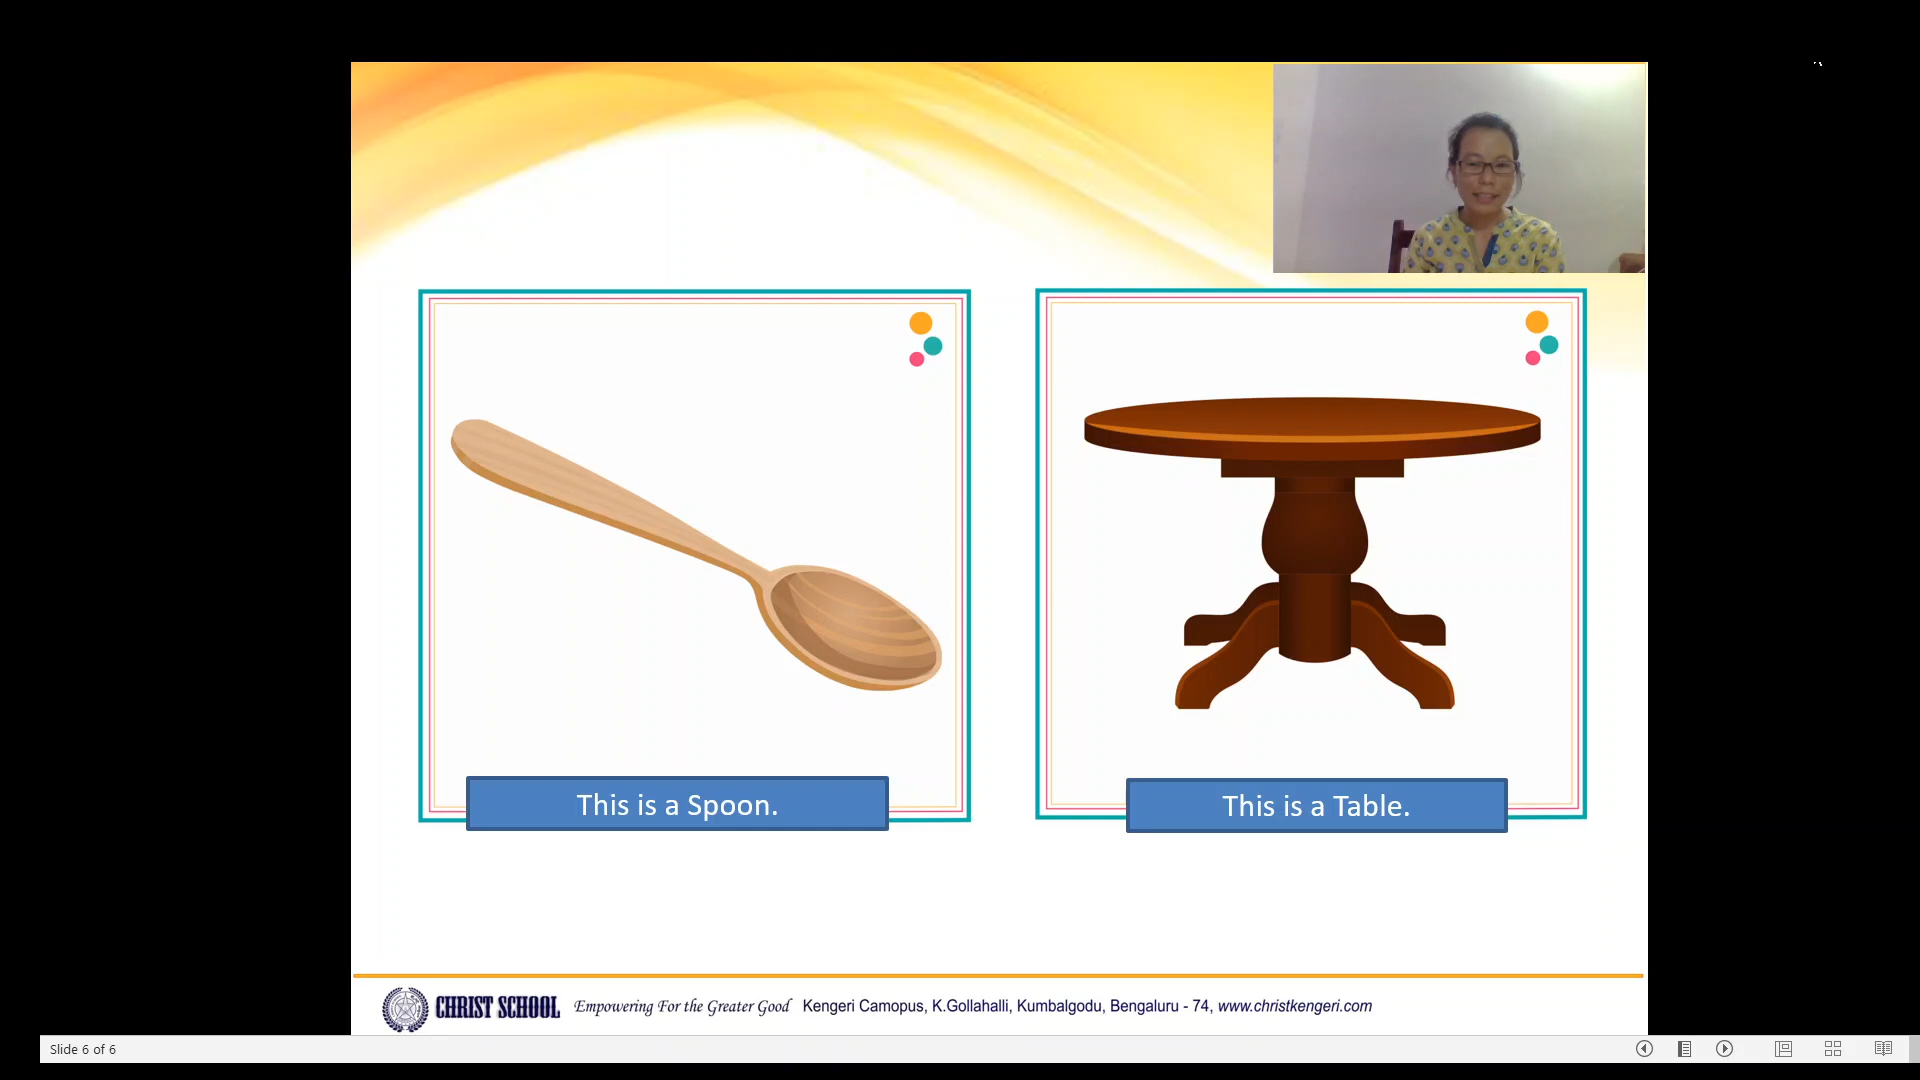 This is a Spoon.
This is a Table.
CHRIST SCHOOL Empowering For the Greater Good Kengeri Camopus, K.Gollahalli, Kumbalgodu, Bengaluru - 74, www.christkengeri.com
Slide 6 of 6